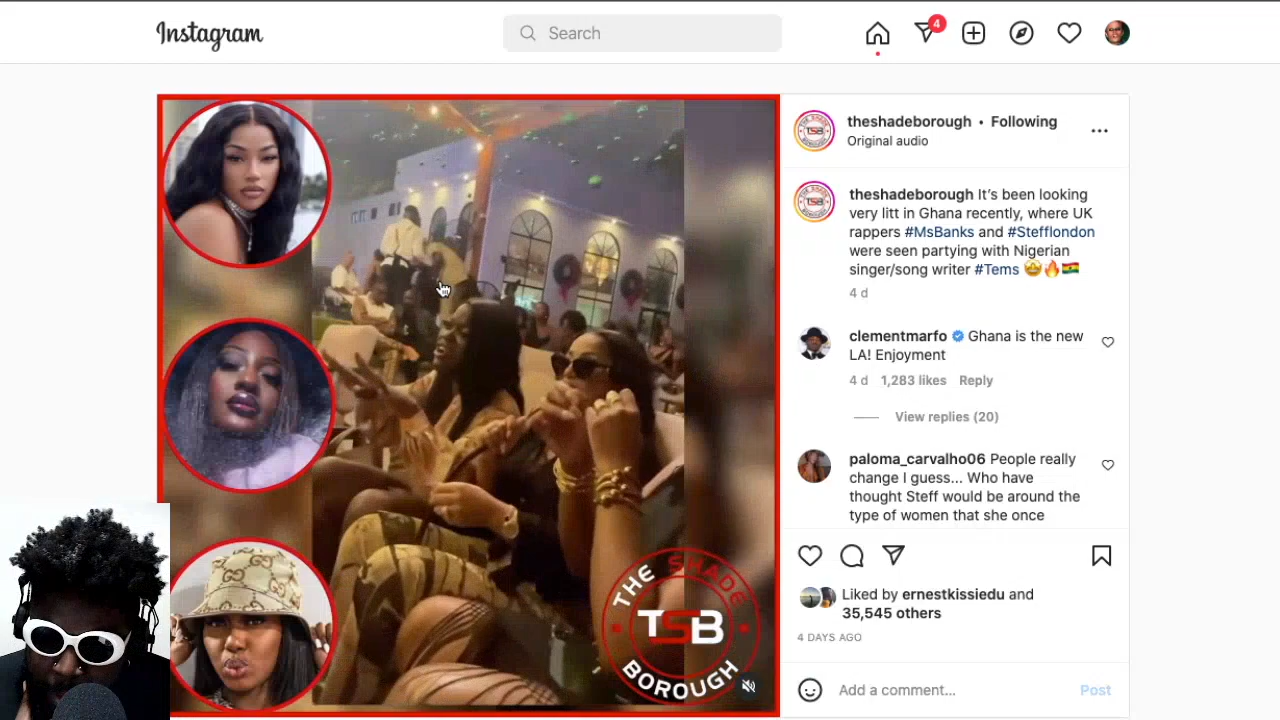 Instagram
Search
4
theshadeborough • Following
Original audio
theshadeborough It's been looking
very litt in Ghana recently, where UK
rappers #MsBanks and #Stefflondon
were seen partying with Nigerian
singer/song writer #Tems 🤩🔥🇬🇭
4 d
clementmarfo Ghana is the new
LA! Enjoyment
4 d 1,283 likes Reply
View replies (20)
paloma_carvalho06 People really
change I guess... Who have
thought Steff would be around the
type of women that she once
Liked by ernestkissiedu and
35,545 others
4 DAYS AGO
Add a comment...
Post
THE SHADE
TSB
BOROUGH